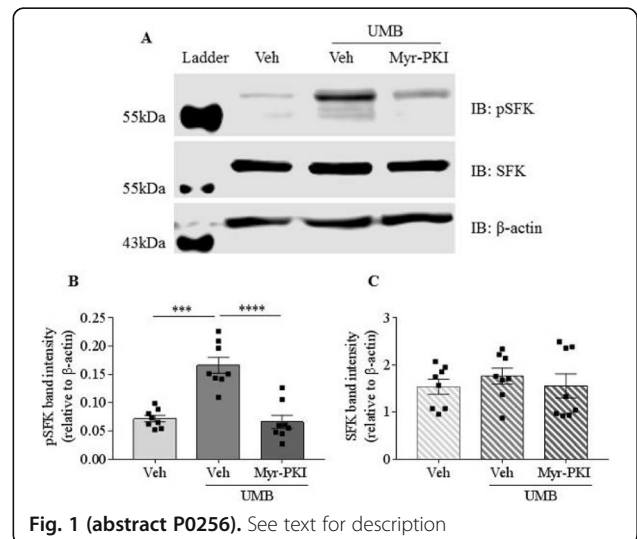 A
UMB
Ladder Veh Veh Myr-PKI
55kDa
IB: pSFK
55kDa
IB: SFK
43kDa
IB: β-actin
B
*** ****
pSFK band intensity
(relative to β-actin)
0.25
0.20
0.15
0.10
0.05
0.00
Veh Veh Myr-PKI
UMB
C
SFK band intensity
(relative to β-actin)
3
2
1
0
Veh Veh Myr-PKI
UMB
Fig. 1 (abstract P0256). See text for description